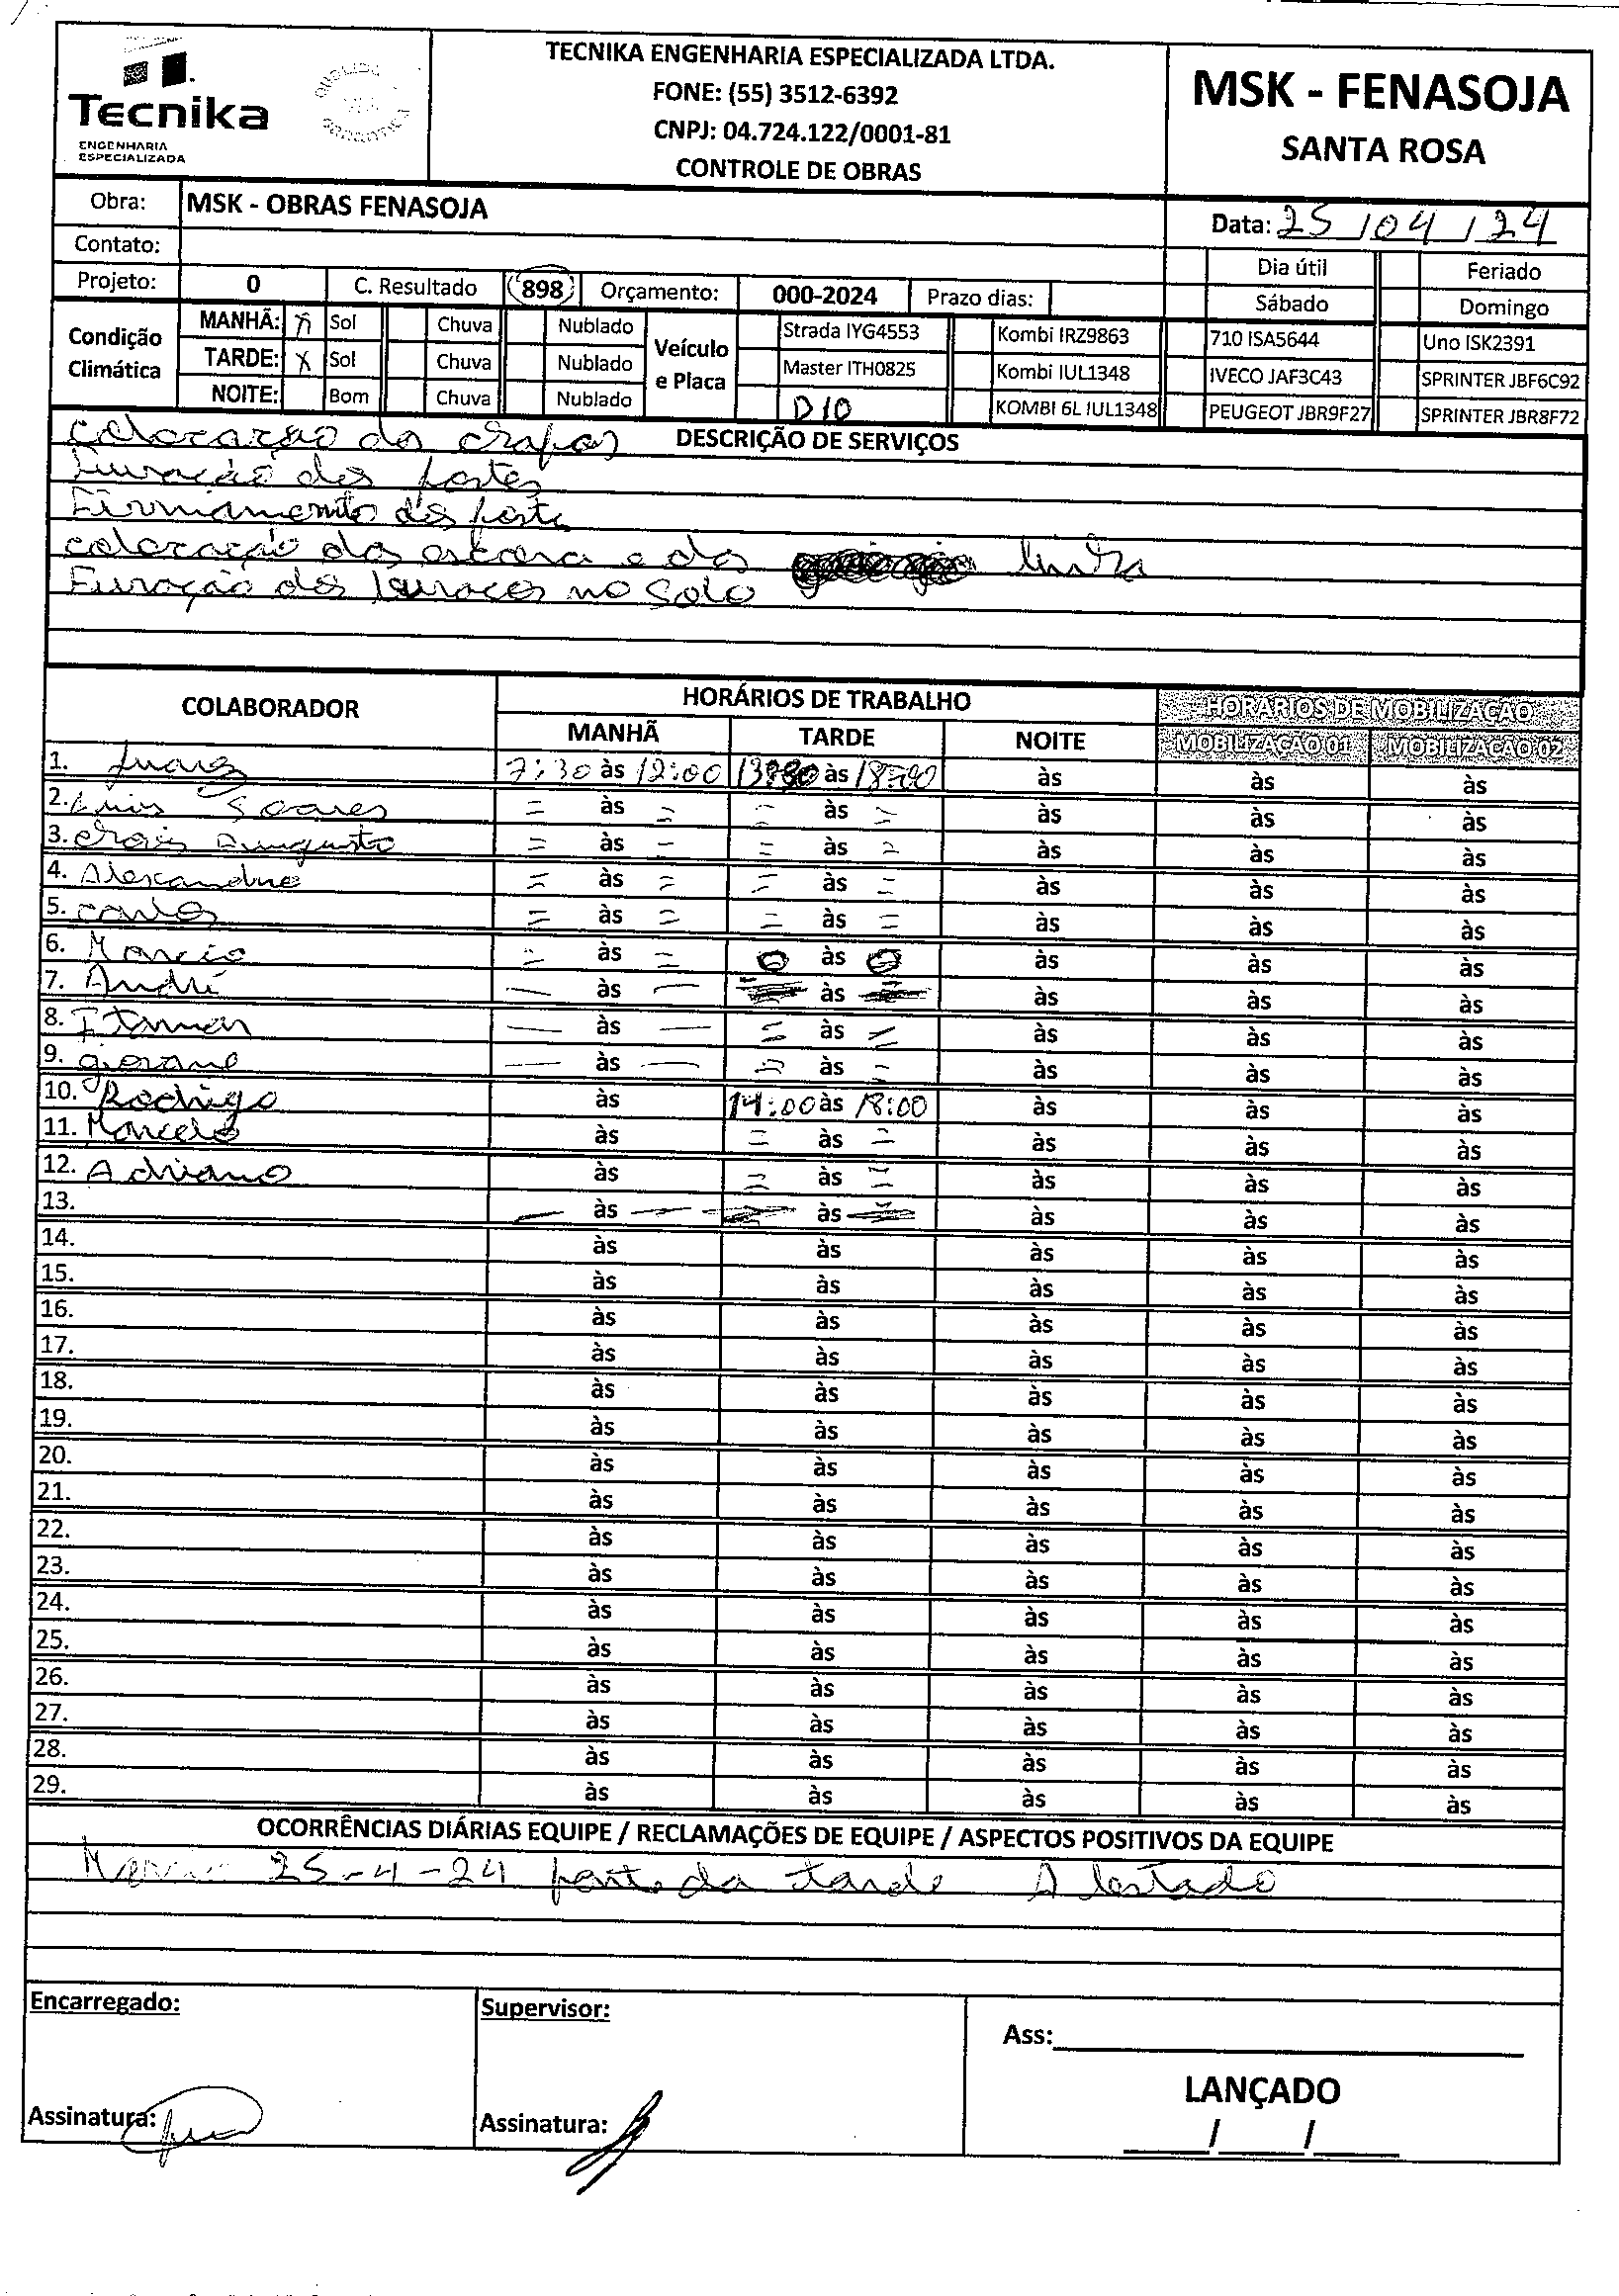 Tecnika
ENGENHARIA
ESPECIALIZADA
TECNIKA ENGENHARIA ESPECIALIZADA LTDA.
FONE: (55) 3512-6392
CNPJ: 04.724.122/0001-81
CONTROLE DE OBRAS
MSK - FENASOJA
SANTA ROSA
Obra: MSK - OBRAS FENASOJA
Data: 25/04/24
Contato:
Dia útil Feriado
Projeto: 0 C. Resultado 898 Orçamento: 000-2024 Prazo dias:
Sábado Domingo
Condição Climática
MANHÃ: X Sol Chuva Nublado
TARDE: X Sol Chuva Nublado
NOITE: Bom Chuva Nublado
Veículo e Placa
Strada IYG4553 Kombi IRZ9863 710 ISA5644 Uno ISK2391
Master ITH0825 Kombi IUL1348 IVECO JAF3C43 SPRINTER JBF6C92
D10 KOMBI 6L IUL1348 PEUGEOT JBR9F27 SPRINTER JBR8F72
DESCRIÇÃO DE SERVIÇOS
colocação do
Furação dos postes
Firmamento dos poste
colocação das escora e da
Furação dos buracos no solo
COLABORADOR HORÁRIOS DE TRABALHO HORÁRIOS DE MOBILIZAÇÃO
MANHÃ TARDE NOITE MOBILIZAÇÃO 01 MOBILIZAÇÃO 02
1. Juarez 7:30 às 12:00 às 18:00 às às às
2. Luis Soares = às = = às = às às às
3. Augusto = às = = às = às às às
4. Alexandre = às = = às = às às às
5. Carlos = às = = às = às às às
6. Marcio = às = 0 às 0 às às às
7. André — às — às às às às
8. — às — = às = às às às
9. giovane — às — = às = às às às
10. Rodrigo às 14:00 às 18:00 às às às
11. Marcelo às = às = às às às
12. Adriano às = às = às às às
13. — às — às às às às
14. às às às às às
15. às às às às às
16. às às às às às
17. às às às às às
18. às às às às às
19. às às às às às
20. às às às às às
21. às às às às às
22. às às às às às
23. às às às às às
24. às às às às às
25. às às às às às
26. às às às às às
27. às às às às às
28. às às às às às
29. às às às às às
OCORRÊNCIAS DIÁRIAS EQUIPE / RECLAMAÇÕES DE EQUIPE / ASPECTOS POSITIVOS DA EQUIPE
Marcio 25-4-24 parte da tarde Atestado
Encarregado:
Supervisor:
Ass:
LANÇADO
Assinatura:
Assinatura:
/ /